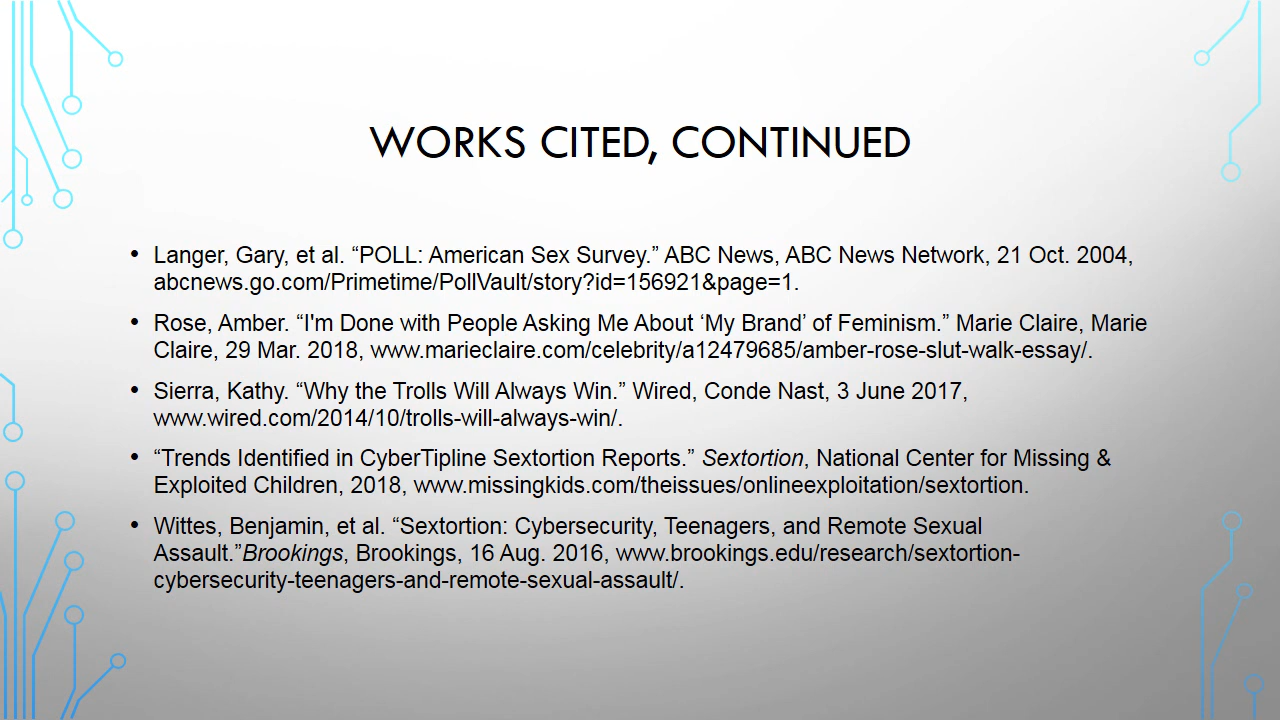 WORKS CITED, CONTINUED
• Langer, Gary, et al. “POLL: American Sex Survey.” ABC News, ABC News Network, 21 Oct. 2004,
abcnews.go.com/Primetime/PollVault/story?id=156921&page=1.
• Rose, Amber. “I'm Done with People Asking Me About ‘My Brand’ of Feminism.” Marie Claire, Marie
Claire, 29 Mar. 2018, www.marieclaire.com/celebrity/a12479685/amber-rose-slut-walk-essay/.
• Sierra, Kathy. “Why the Trolls Will Always Win.” Wired, Conde Nast, 3 June 2017,
www.wired.com/2014/10/trolls-will-always-win/.
• “Trends Identified in CyberTipline Sextortion Reports.” Sextortion, National Center for Missing &
Exploited Children, 2018, www.missingkids.com/theissues/onlineexploitation/sextortion.
• Wittes, Benjamin, et al. “Sextortion: Cybersecurity, Teenagers, and Remote Sexual
Assault.”Brookings, Brookings, 16 Aug. 2016, www.brookings.edu/research/sextortion-
cybersecurity-teenagers-and-remote-sexual-assault/.